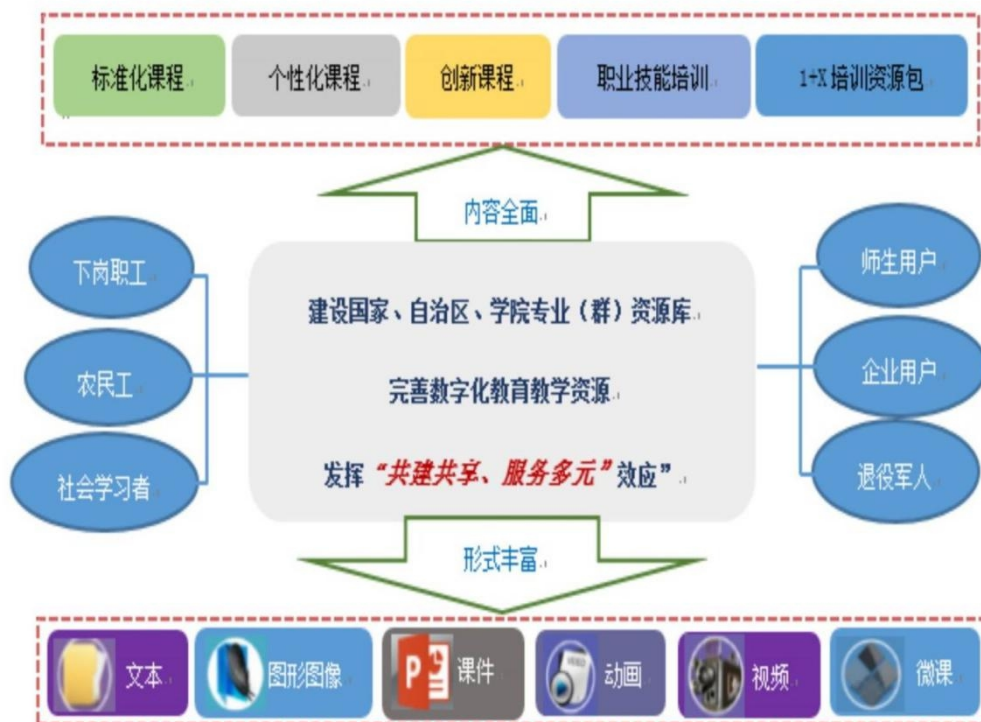 标准化课程
个性化课程
创新课程
职业技能培训
1+X 培训资源包
内容全面
下岗职工
农民工
社会学习者
建设国家、自治区、学院专业（群）资源库
完善数字化教育教学资源
发挥“共建共享、服务多元”效应”
师生用户
企业用户
退役军人
形式丰富
文本
图形图像
P
课件
VIDEO
动画
视频
微课